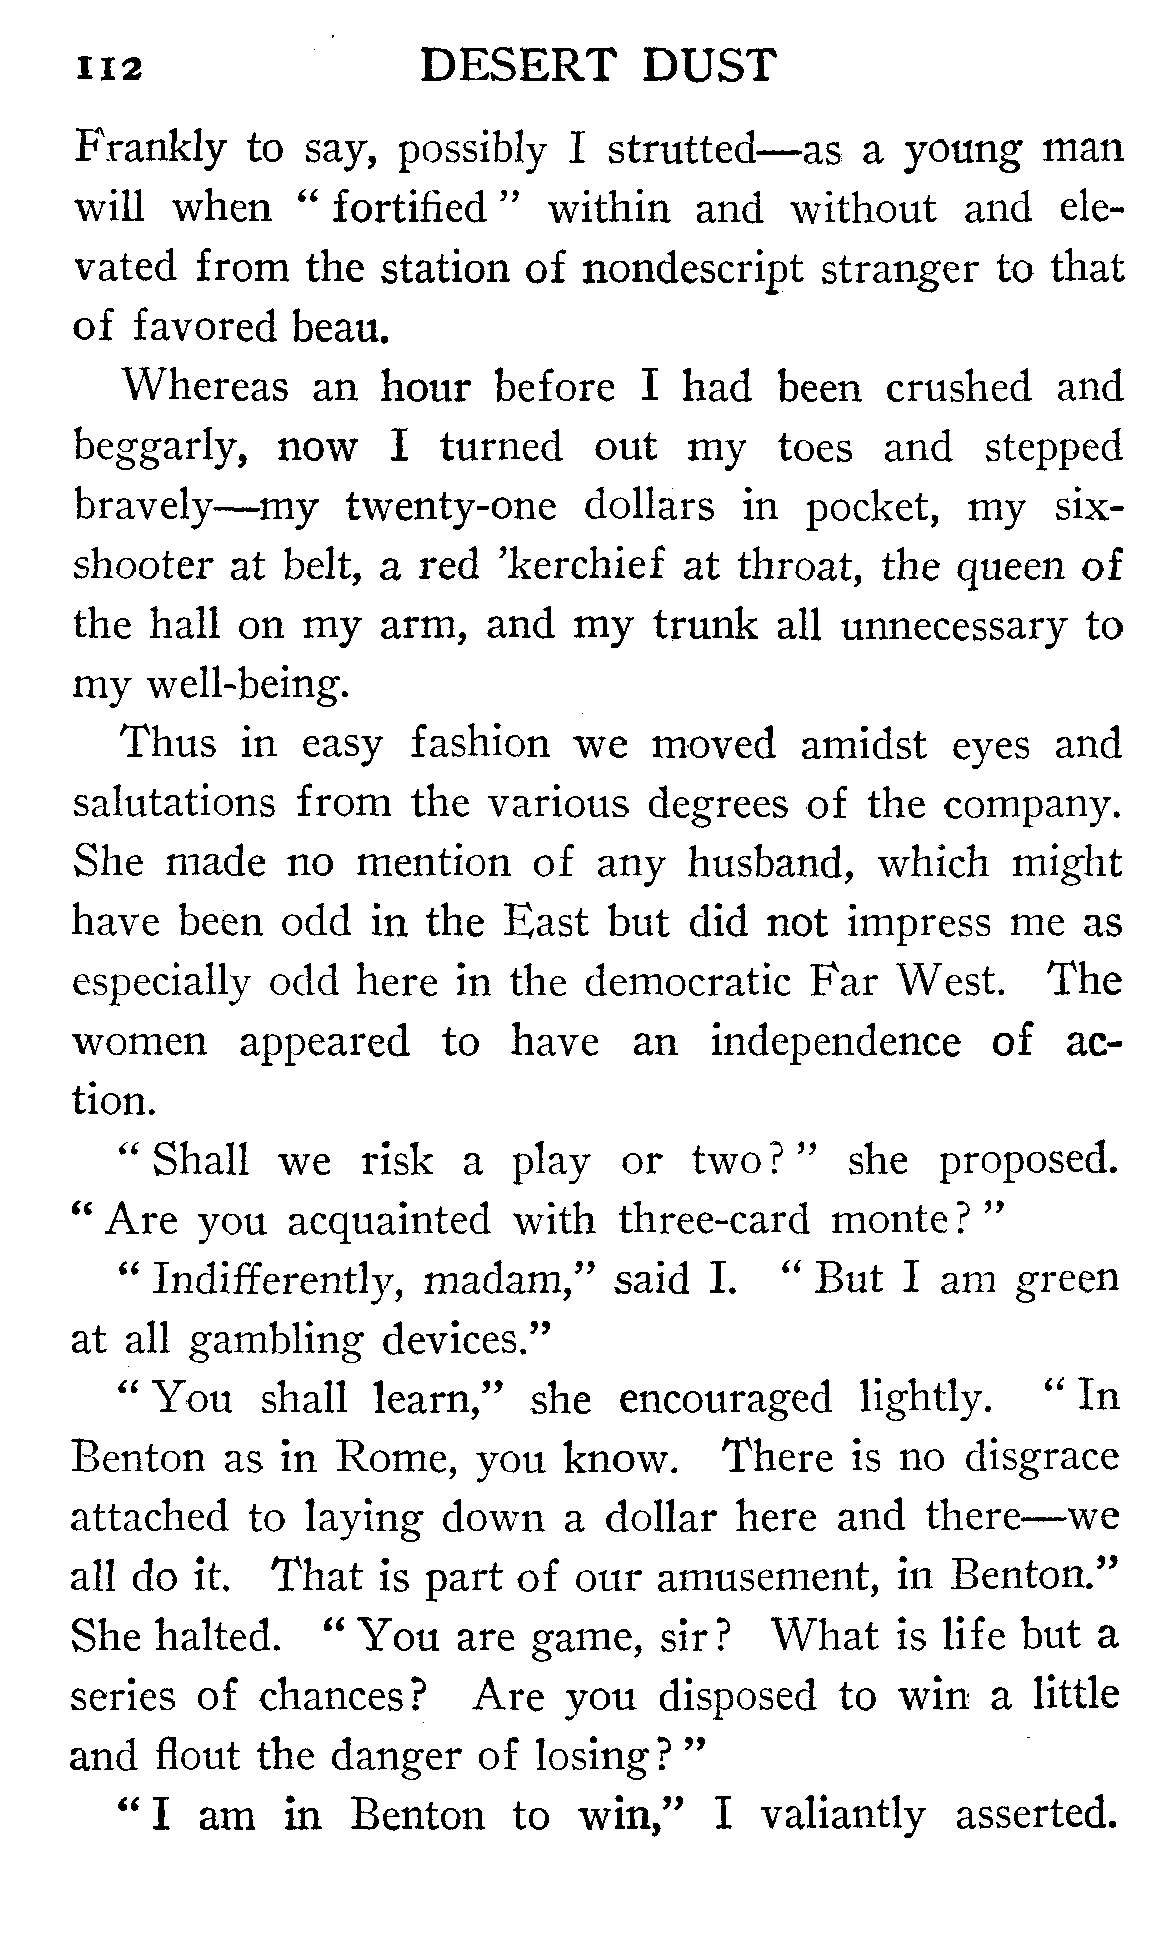 112 DESERT DUST
Frankly to say, possibly I strutted—as a young man
will when " fortified " within and without and ele-
vated from the station of nondescript stranger to that
of favored beau.
Whereas an hour before I had been crushed and
beggarly, now I turned out my toes and stepped
bravely—my twenty-one dollars in pocket, my six-
shooter at belt, a red 'kerchief at throat, the queen of
the hall on my arm, and my trunk all unnecessary to
my well-being.
Thus in easy fashion we moved amidst eyes and
salutations from the various degrees of the company.
She made no mention of any husband, which might
have been odd in the East but did not impress me as
especially odd here in the democratic Far West. The
women appeared to have an independence of ac-
tion.
" Shall we risk a play or two? " she proposed.
" Are you acquainted with three-card monte? "
" Indifferently, madam," said I. " But I am green
at all gambling devices."
" You shall learn," she encouraged lightly. " In
Benton as in Rome, you know. There is no disgrace
attached to laying down a dollar here and there—we
all do it. That is part of our amusement, in Benton."
She halted. " You are game, sir? What is life but a
series of chances? Are you disposed to win a little
and flout the danger of losing? "
" I am in Benton to win," I valiantly asserted.